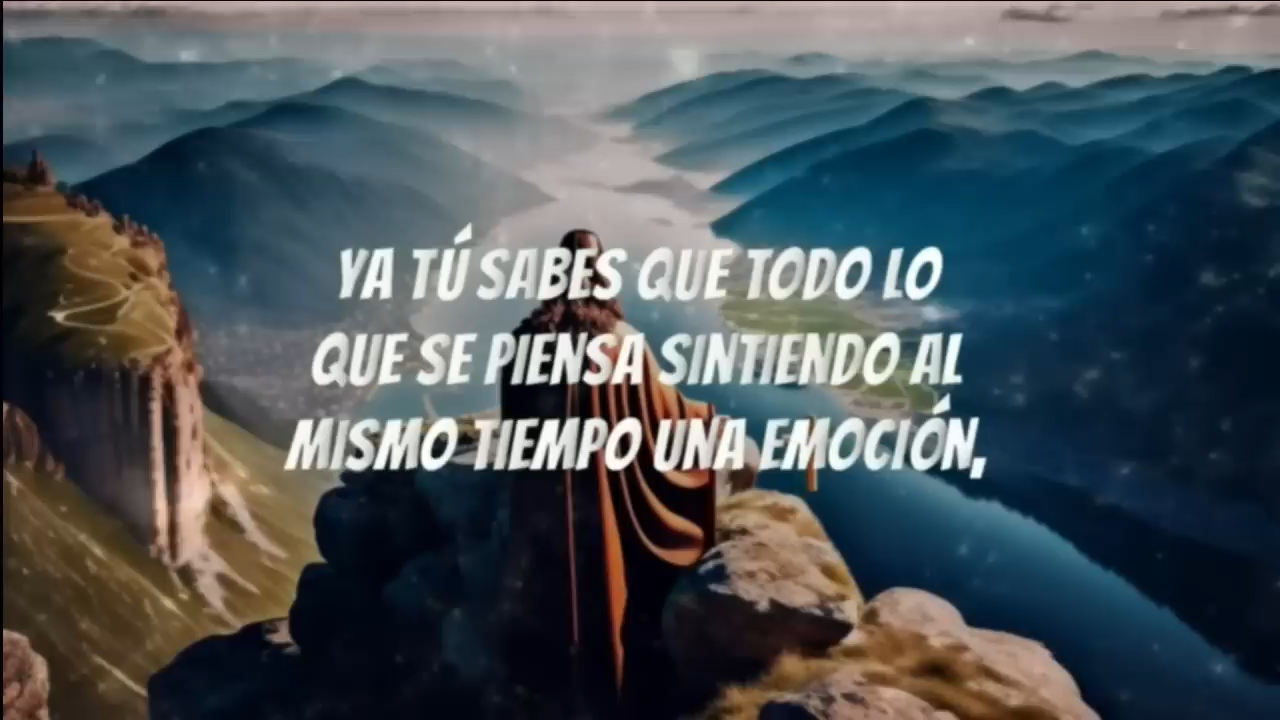 YA TÚ SABES QUE TODO LO
QUE SE PIENSA SINTIENDO AL
MISMO TIEMPO UNA EMOCIÓN,